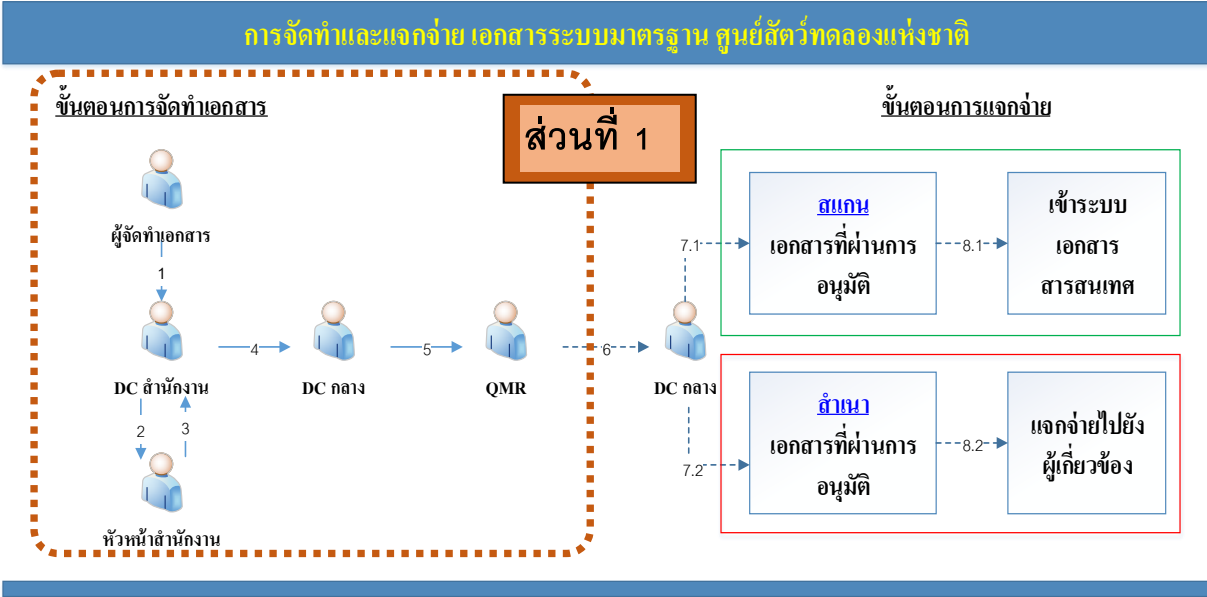 การจัดทำและแจกจ่าย เอกสารระบบมาตรฐาน ศูนย์สัตว์ทดลองแห่งชาติ
ขั้นตอนการจัดทำเอกสาร
ส่วนที่ 1
ขั้นตอนการแจกจ่าย
ผู้จัดทำเอกสาร
1
DC สำนักงาน
2
3
หัวหน้าสำนักงาน
4
DC กลาง
5
QMR
6
DC กลาง
7.1
สแกน
เอกสารที่ผ่านการ
อนุมัติ
8.1
เข้าระบบ
เอกสาร
สารสนเทศ
7.2
สำเนา
เอกสารที่ผ่านการ
อนุมัติ
8.2
แจกจ่ายไปยัง
ผู้เกี่ยวข้อง